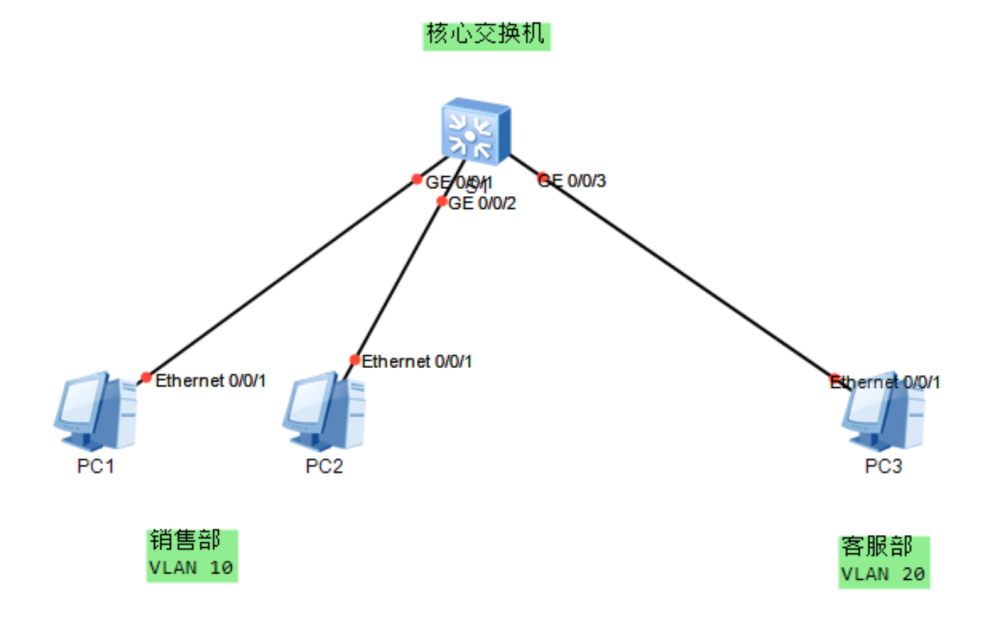 核心交换机
GE 0/0/1
S1
GE 0/0/3
GE 0/0/2
Ethernet 0/0/1
Ethernet 0/0/1
Ethernet 0/0/1
PC1
PC2
PC3
销售部
VLAN 10
客服部
VLAN 20